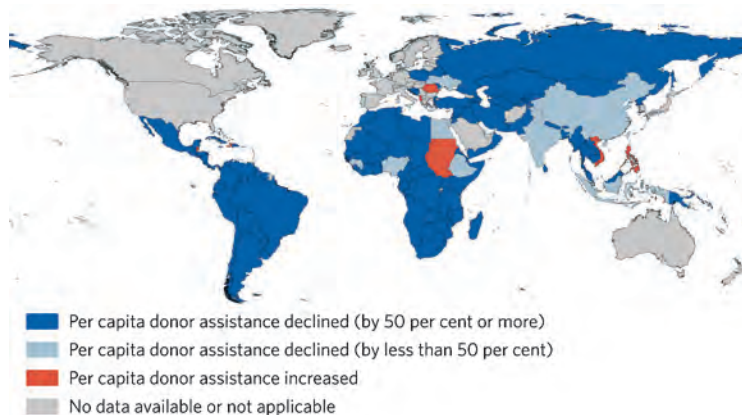 Per capita donor assistance declined (by 50 per cent or more)
Per capita donor assistance declined (by less than 50 per cent)
Per capita donor assistance increased
No data available or not applicable